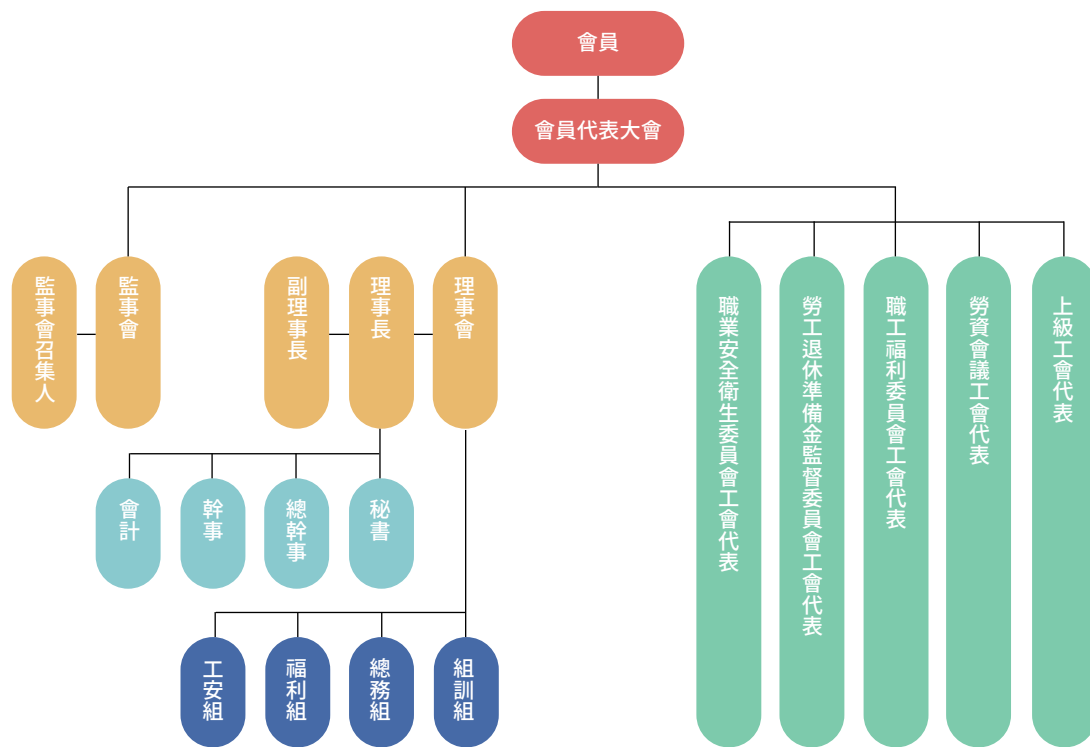 會員
會員代表大會
監事會召集人
監事會
副理事長
理事長
理事會
職業安全衛生委員會工會代表
勞工退休準備金監督委員會工會代表
職工福利委員會工會代表
勞資會議工會代表
上級工會代表
會計
幹事
總幹事
秘書
工安組
福利組
總務組
組訓組